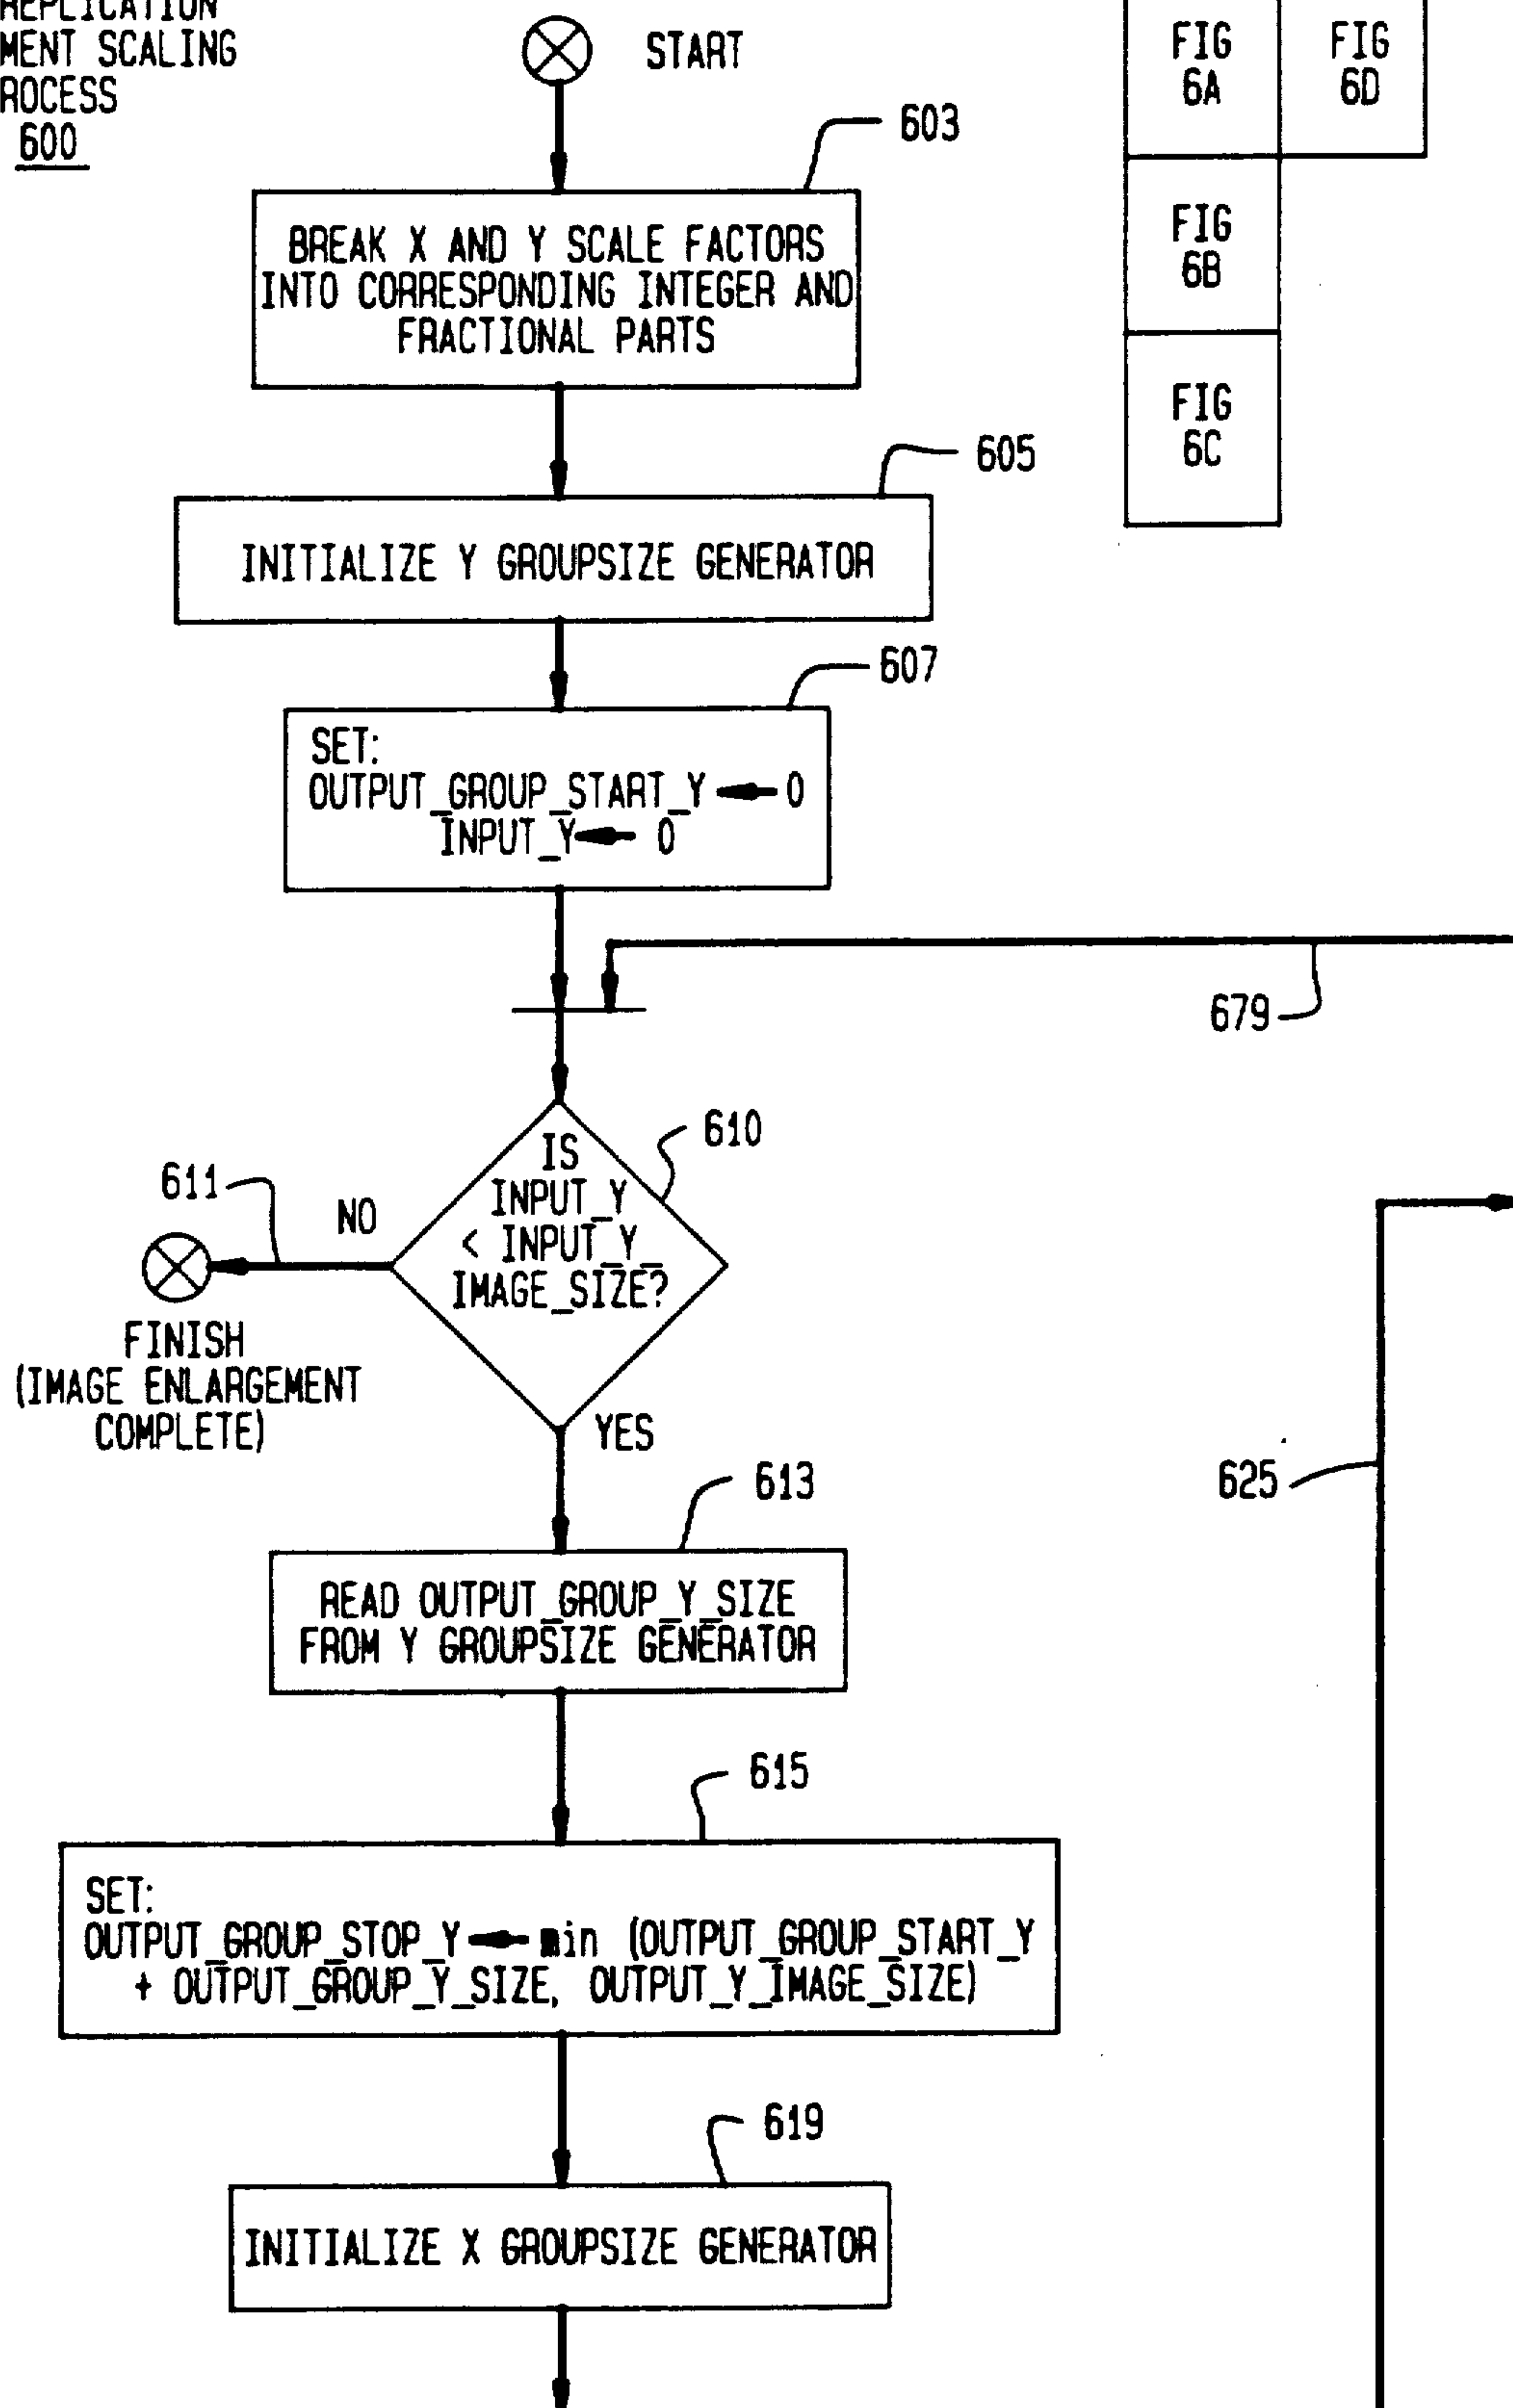 REPLICATION
MENT SCALING
ROCESS
600
START
FIG
6A
FIG
6D
FIG
6B
FIG
6C
603
BREAK X AND Y SCALE FACTORS
INTO CORRESPONDING INTEGER AND
FRACTIONAL PARTS
605
INITIALIZE Y GROUPSIZE GENERATOR
607
SET:
OUTPUT_GROUP_START_Y ← 0
INPUT_Y ← 0
679
610
IS
INPUT_Y
< INPUT_Y_
IMAGE_SIZE?
611
NO
FINISH
(IMAGE ENLARGEMENT
COMPLETE)
YES
625
613
READ OUTPUT_GROUP_Y_SIZE
FROM Y GROUPSIZE GENERATOR
615
SET:
OUTPUT_GROUP_STOP_Y ← min (OUTPUT_GROUP_START_Y
+ OUTPUT_GROUP_Y_SIZE, OUTPUT_Y_IMAGE_SIZE)
619
INITIALIZE X GROUPSIZE GENERATOR